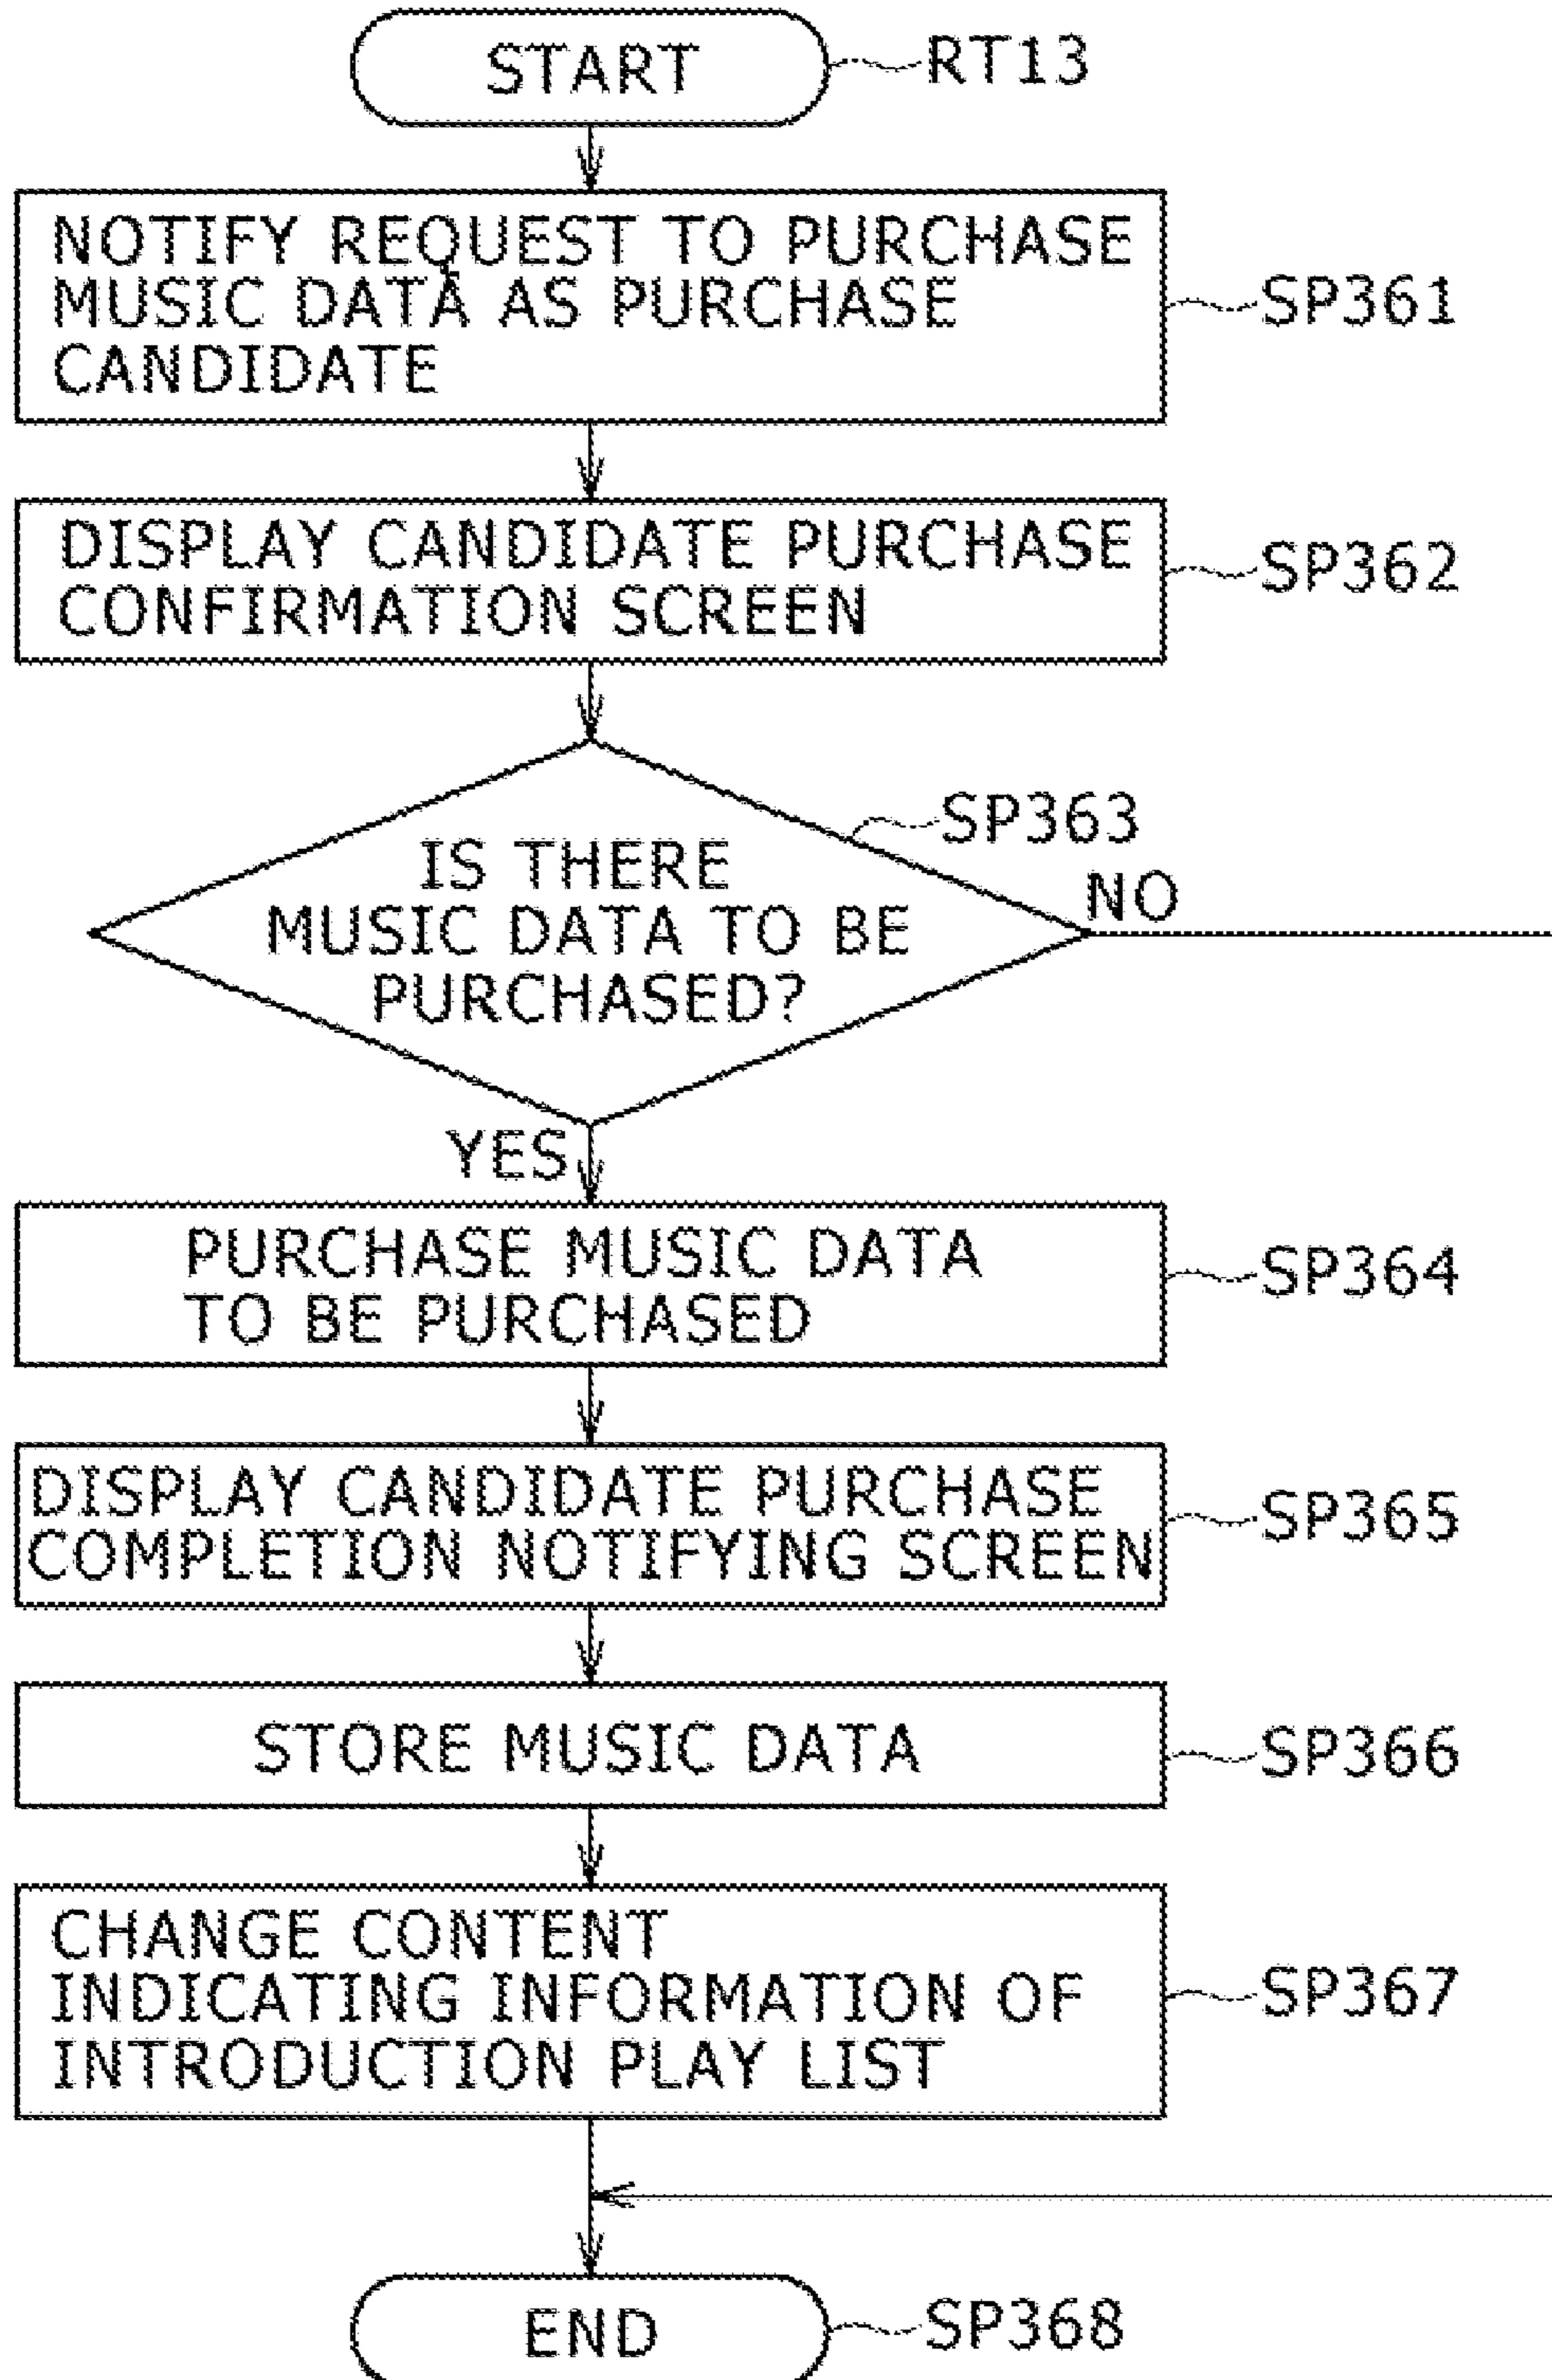 START
RT13
NOTIFY REQUEST TO PURCHASE
MUSIC DATA AS PURCHASE
CANDIDATE
SP361
DISPLAY CANDIDATE PURCHASE
CONFIRMATION SCREEN
SP362
SP363
IS THERE
MUSIC DATA TO BE
PURCHASED?
NO
YES
PURCHASE MUSIC DATA
TO BE PURCHASED
SP364
DISPLAY CANDIDATE PURCHASE
COMPLETION NOTIFYING SCREEN
SP365
STORE MUSIC DATA
SP366
CHANGE CONTENT
INDICATING INFORMATION OF
INTRODUCTION PLAY LIST
SP367
END
SP368